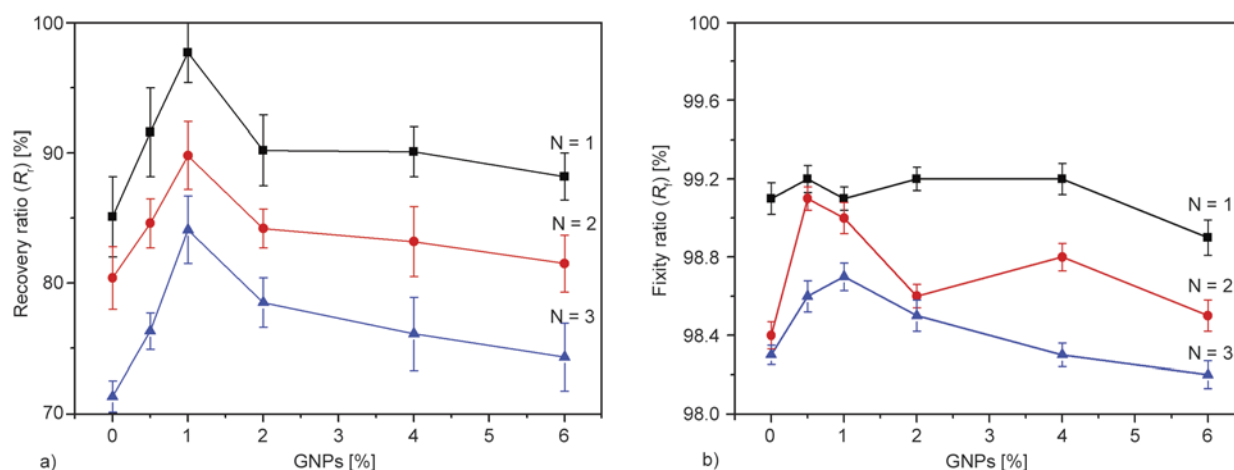 100
90
80
70
Recovery ratio (Rr) [%]
N = 1
N = 2
N = 3
0 1 2 3 4 5 6
GNPs [%]
a)
100
99.6
99.2
98.8
98.4
98.0
Fixity ratio (Rf) [%]
N = 1
N = 2
N = 3
0 1 2 3 4 5 6
GNPs [%]
b)